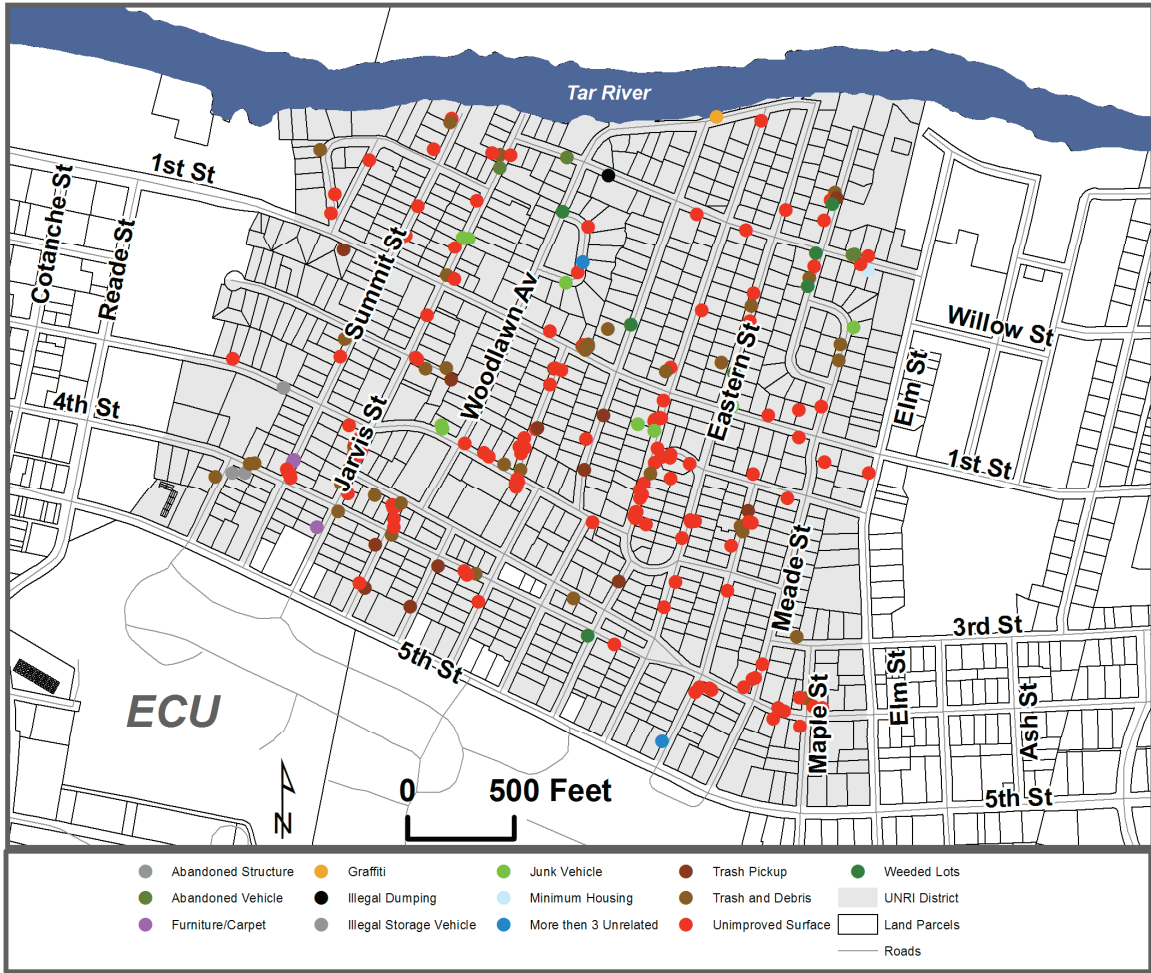 Tar River
1st St
Cotanche St
Reade St
Summit St
Woodlawn Av
Willow St
Eastern St
Elm St
4th St
Jarvis St
1st St
Meade St
3rd St
5th St
Elm St
Maple St
Ash St
ECU
0 500 Feet
5th St
N
Abandoned Structure
Graffiti
Junk Vehicle
Trash Pickup
Weeded Lots
Abandoned Vehicle
Illegal Dumping
Minimum Housing
Trash and Debris
UNRI District
Furniture/Carpet
Illegal Storage Vehicle
More then 3 Unrelated
Unimproved Surface
Land Parcels
Roads